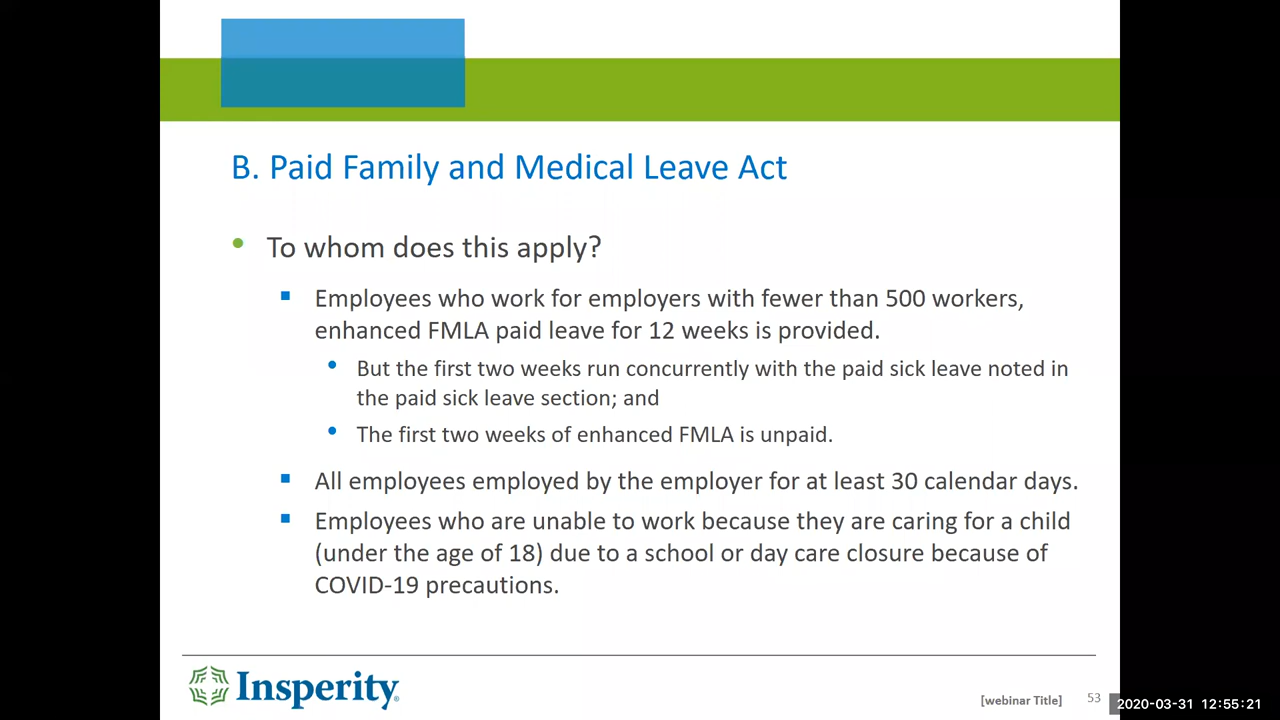 B. Paid Family and Medical Leave Act
• To whom does this apply?
▪ Employees who work for employers with fewer than 500 workers,
enhanced FMLA paid leave for 12 weeks is provided.
• But the first two weeks run concurrently with the paid sick leave noted in
the paid sick leave section; and
• The first two weeks of enhanced FMLA is unpaid.
▪ All employees employed by the employer for at least 30 calendar days.
▪ Employees who are unable to work because they are caring for a child
(under the age of 18) due to a school or day care closure because of
COVID-19 precautions.
Insperity®
[webinar Title] 53
2020-03-31 12:55:21